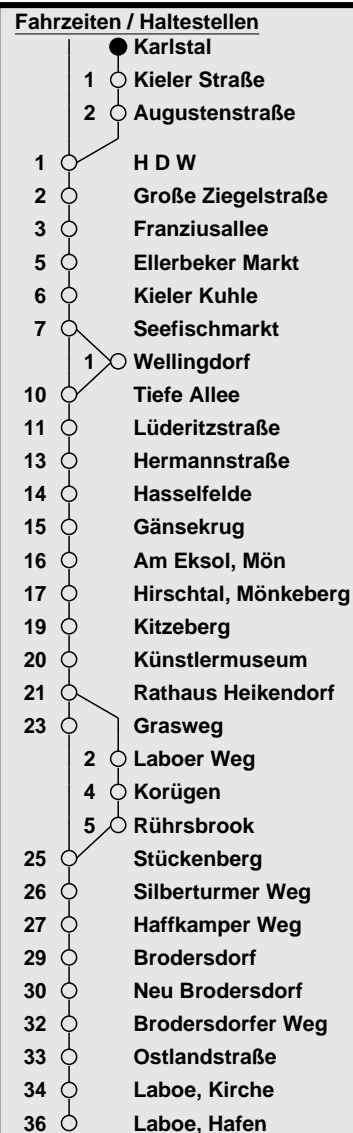 Fahrzeiten / Haltestellen
Karlstal
1 Kieler Straße
2 Augustenstraße
1 H D W
2 Große Ziegelstraße
3 Franziusallee
5 Ellerbeker Markt
6 Kieler Kuhle
7 Seefischmarkt
1 Wellingdorf
10 Tiefe Allee
11 Lüderitzstraße
13 Hermannstraße
14 Hasselfelde
15 Gänsekrug
16 Am Eksol, Mön
17 Hirschtal, Mönkeberg
19 Kitzeberg
20 Künstlermuseum
21 Rathaus Heikendorf
23 Grasweg
2 Laboer Weg
4 Korügen
5 Rührsbrook
25 Stückenberg
26 Silberturmer Weg
27 Haffkamper Weg
29 Brodersdorf
30 Neu Brodersdorf
32 Brodersdorfer Weg
33 Ostlandstraße
34 Laboe, Kirche
36 Laboe, Hafen